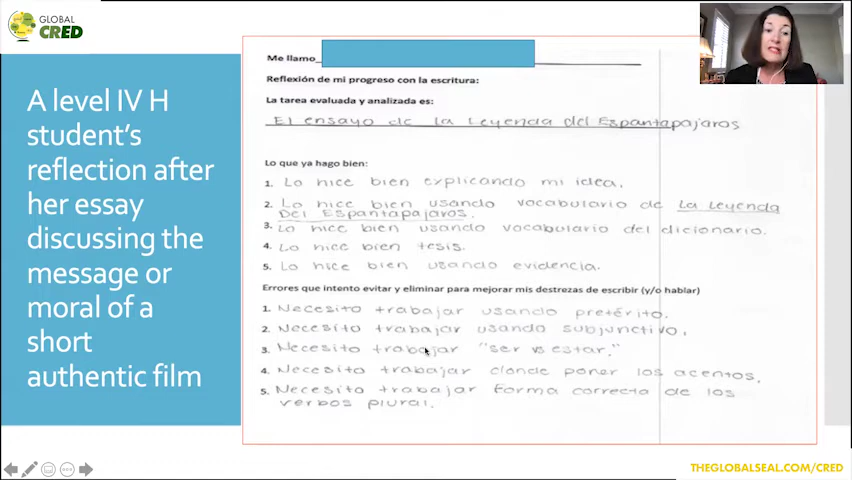 GLOBAL
CRED
A level IV H
student's
reflection after
her essay
discussing the
message or
moral of a
short
authentic film
Me llamo
Reflexión de mi progreso con la escritura:
La tarea evaluada y analizada es:
El ensayo de la Leyenda del Espantapajaros
Lo que ya hago bien:
1. Lo hice bien explicando mi idea.
2. Lo hice bien usando vocabulario de La Leyenda
Del Espantapajaros.
3. Lo hice bien usando vocabulario del dicionario.
4. Lo hice bien tesis.
5. Lo hice bien usando evidencia.
Errores que intento evitar y eliminar para mejorar mis destrezas de escribir (y/o hablar)
1. Necesito trabajar usando pretérito.
2. Necesito trabajar usando subjunctivo.
3. Necesito trabajar "ser vs estar."
4. Necesito trabajar donde poner los acentos.
5. Necesito trabajar forma correcta de los
verbos plural.
THEGLOBALSEAL.COM/CRED